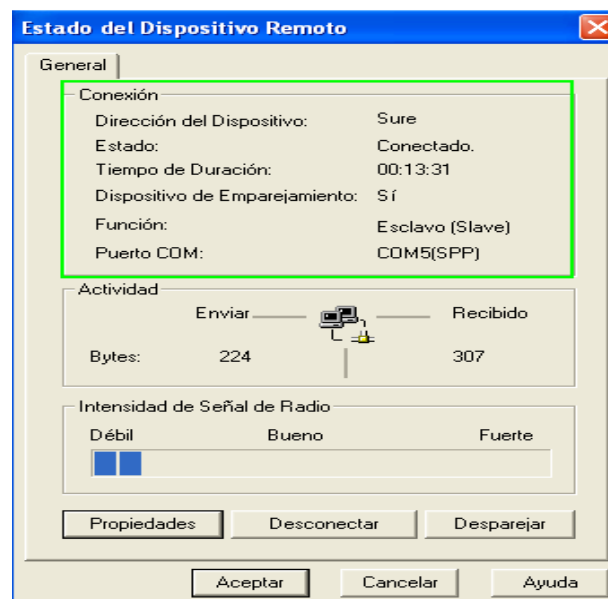 Estado del Dispositivo Remoto
General
Conexión
Dirección del Dispositivo: Sure
Estado: Conectado.
Tiempo de Duración: 00:13:31
Dispositivo de Emparejamiento: Sí
Función: Esclavo (Slave)
Puerto COM: COM5(SPP)
Actividad
Enviar Recibido
Bytes: 224 307
Intensidad de Señal de Radio
Débil Bueno Fuerte
Propiedades Desconectar Desparejar
Aceptar Cancelar Ayuda